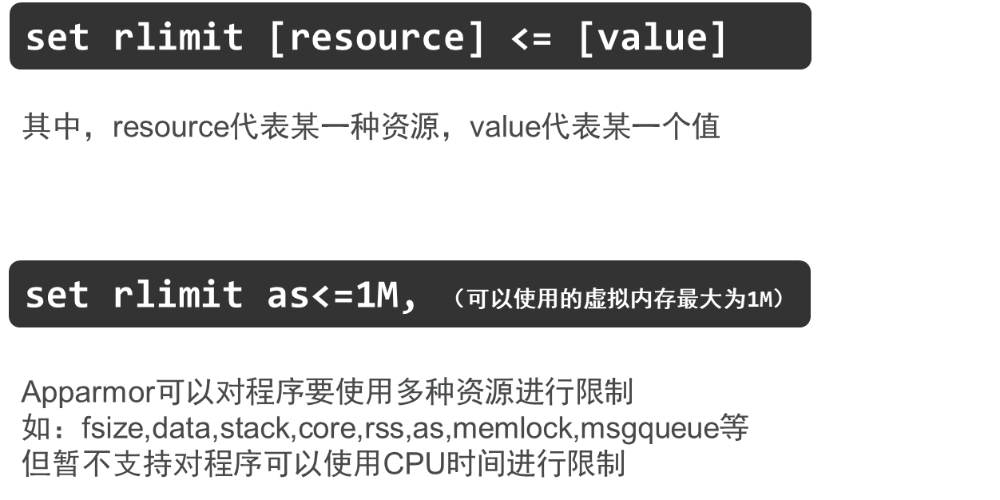 set rlimit [resource] <= [value]
其中，resource代表某一种资源，value代表某一个值
set rlimit as<=1M, （可以使用的虚拟内存最大为1M）
Apparmor可以对程序要使用多种资源进行限制
如：fsize,data,stack,core,rss,as,memlock,msgqueue等
但暂不支持对程序可以使用CPU时间进行限制